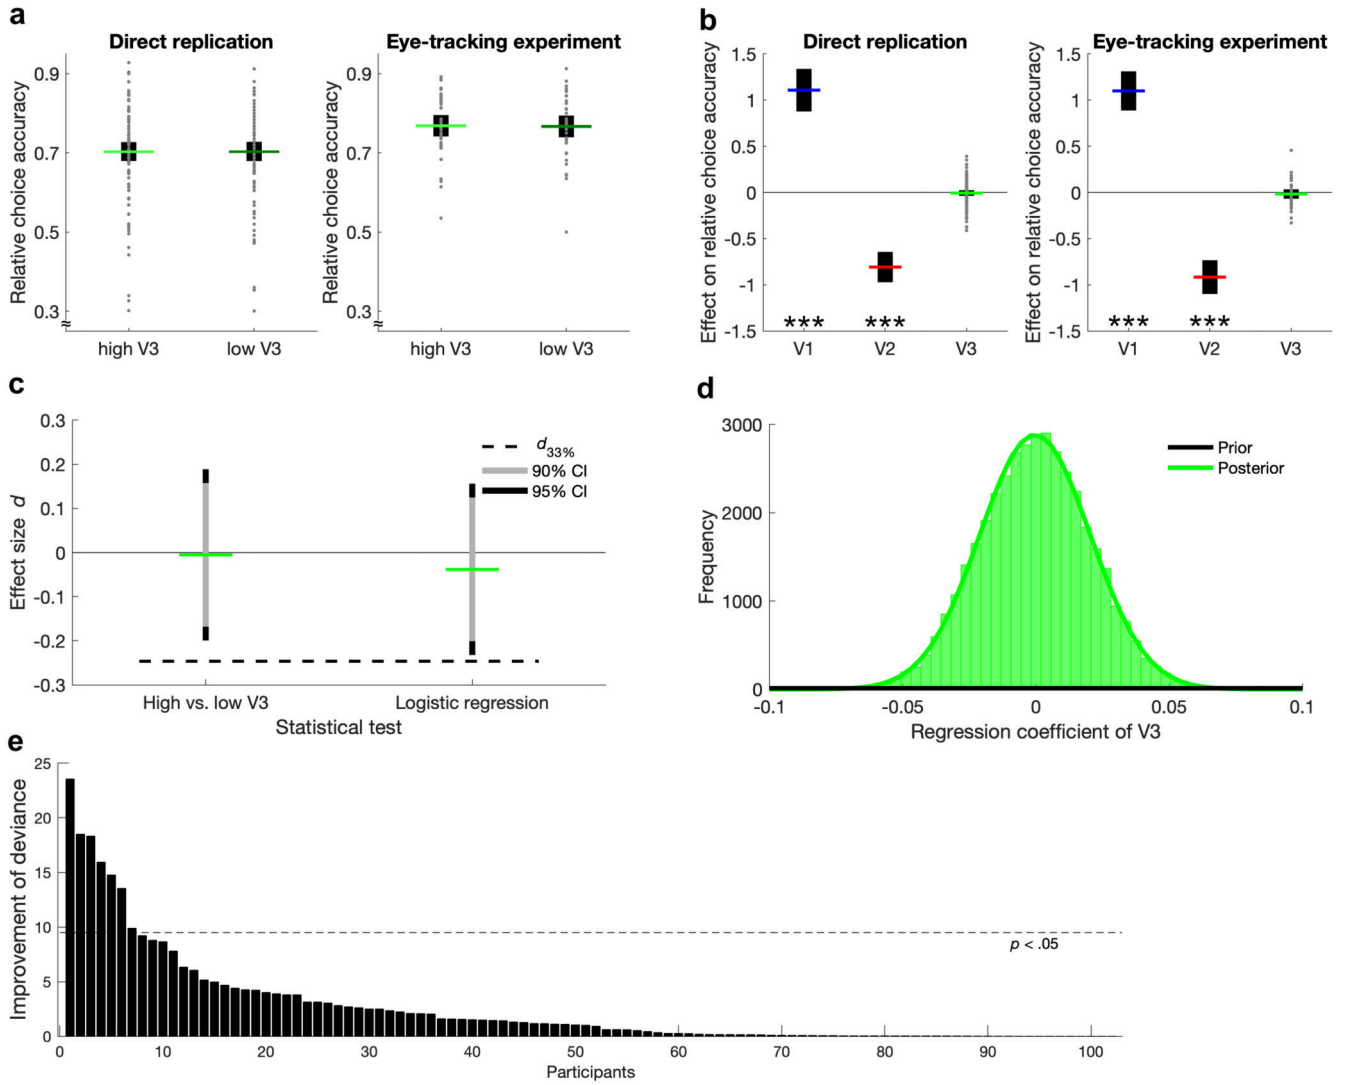 a
Direct replication
Eye-tracking experiment
Relative choice accuracy
0.9
0.7
0.5
0.3
≈
high V3
low V3
Relative choice accuracy
0.9
0.7
0.5
0.3
≈
high V3
low V3
b
Direct replication
Eye-tracking experiment
Effect on relative choice accuracy
1.5
1
0.5
0
-0.5
-1
-1.5
***
***
V1
V2
V3
Effect on relative choice accuracy
1.5
1
0.5
0
-0.5
-1
-1.5
***
***
V1
V2
V3
c
Effect size d
0.3
0.2
0.1
0
-0.1
-0.2
-0.3
d33%
90% CI
95% CI
High vs. low V3
Logistic regression
Statistical test
d
Frequency
3000
2000
1000
0
Prior
Posterior
-0.1
-0.05
0
0.05
0.1
Regression coefficient of V3
e
Improvement of deviance
25
20
15
10
5
0
p < .05
0
10
20
30
40
50
60
70
80
90
100
Participants